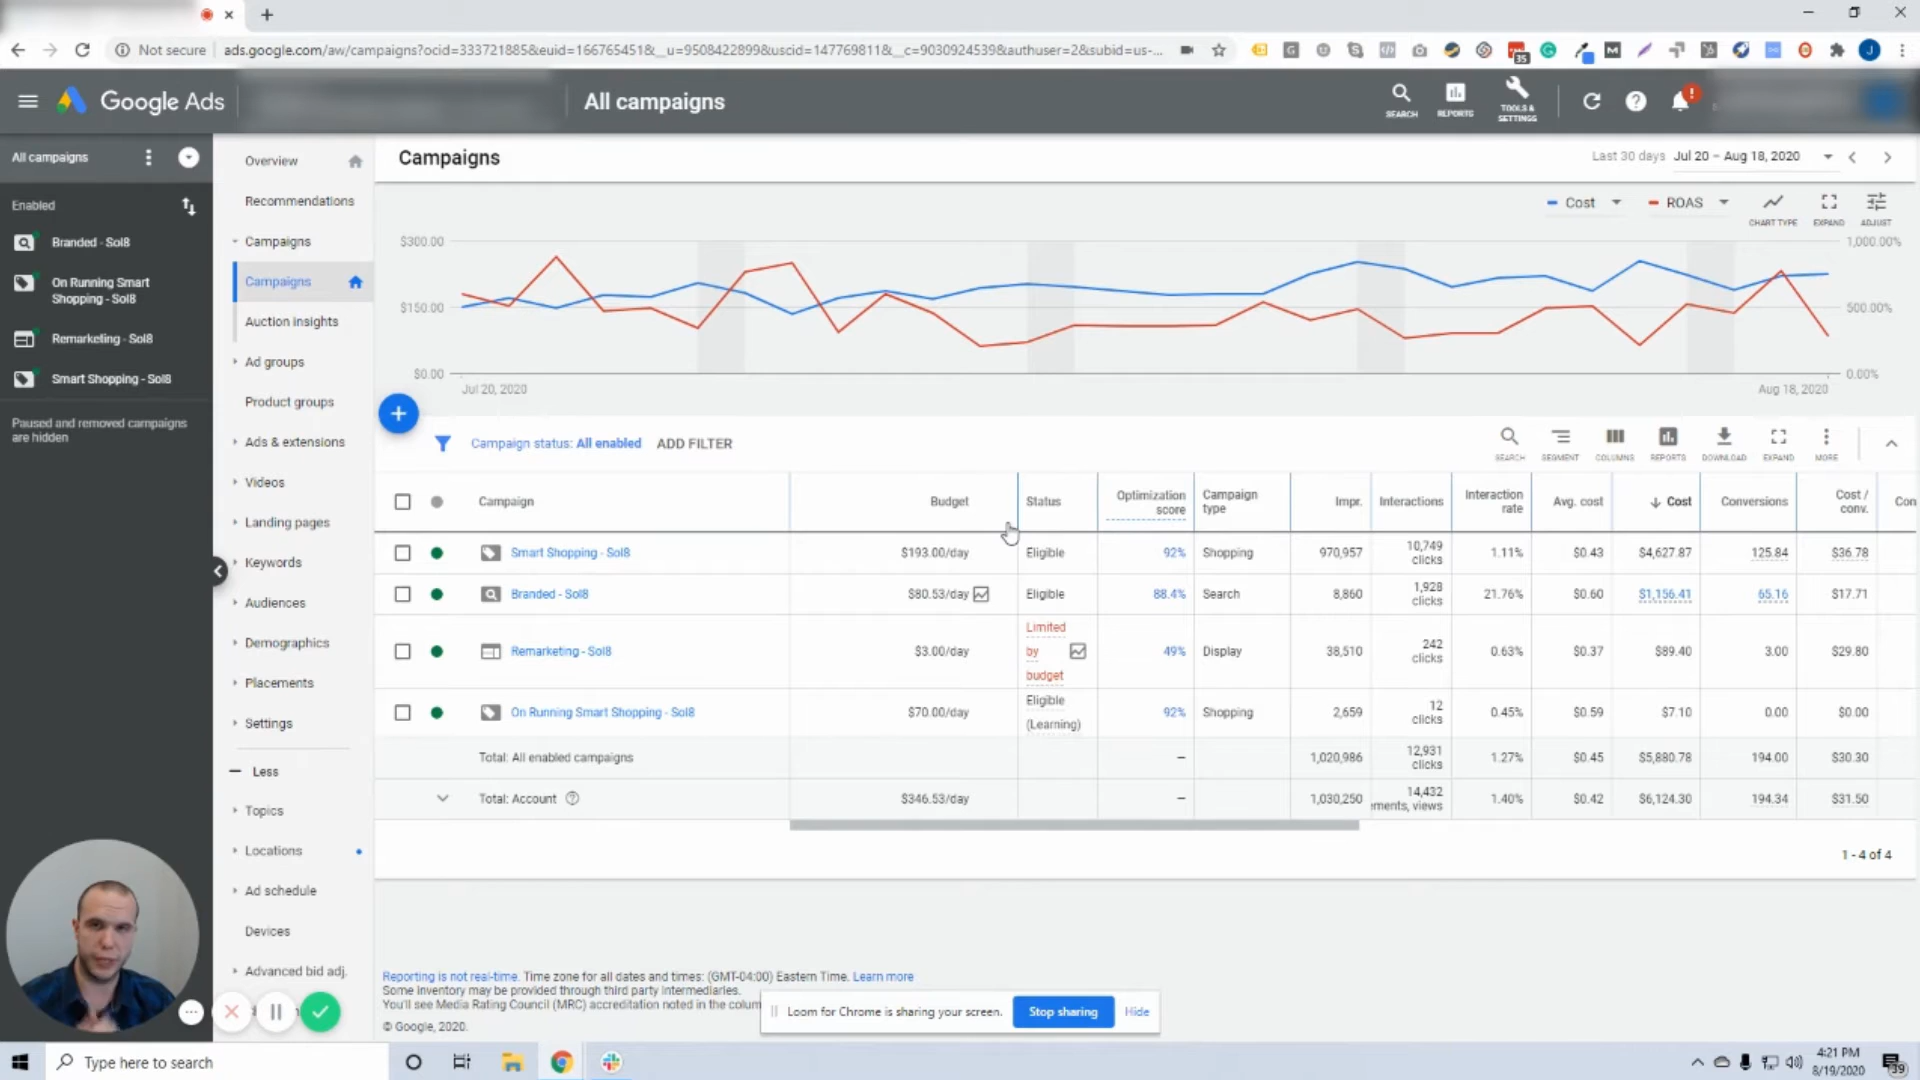 Not secure
ads.google.com/aw/campaigns?ocid=333721885&euid=166765451&__u=9508422899&uscid=147769811&__c=9030924539&authuser=2&subid=us-...
35
J
Google Ads
All campaigns
SEARCH
REPORTS
TOOLS & SETTINGS
!
All campaigns
Enabled
Branded - Sol8
On Running Smart
Shopping - Sol8
Remarketing - Sol8
Smart Shopping - Sol8
Paused and removed campaigns
are hidden
Overview
Recommendations
Campaigns
Campaigns
Auction insights
Ad groups
Product groups
Ads & extensions
Videos
Landing pages
Keywords
Audiences
Demographics
Placements
Settings
Less
Topics
Locations
Ad schedule
Devices
Advanced bid adj.
Campaigns
Last 30 days Jul 20 – Aug 18, 2020
Cost
ROAS
CHART TYPE
EXPAND
ADJUST
$300.00
1,000.00%
$150.00
500.00%
$0.00
0.00%
Jul 20, 2020
Aug 18, 2020
Campaign status: All enabled ADD FILTER
SEARCH
SEGMENT
COLUMNS
REPORTS
DOWNLOAD
EXPAND
MORE
Campaign Budget Status Optimization score Campaign type Impr. Interactions Interaction rate Avg. cost Cost Conversions Cost / conv. Con
Smart Shopping - Sol8 $193.00/day Eligible 92% Shopping 970,957 10,749 clicks 1.11% $0.43 $4,627.87 125.84 $36.78
Branded - Sol8 $80.53/day Eligible 88.4% Search 8,860 1,928 clicks 21.76% $0.60 $1,156.41 65.16 $17.71
Remarketing - Sol8 $3.00/day Limited by budget 49% Display 38,510 242 clicks 0.63% $0.37 $89.40 3.00 $29.80
On Running Smart Shopping - Sol8 $70.00/day Eligible (Learning) 92% Shopping 2,659 12 clicks 0.45% $0.59 $7.10 0.00 $0.00
Total: All enabled campaigns – 1,020,986 12,931 clicks 1.27% $0.45 $5,880.78 194.00 $30.30
Total: Account $346.53/day – 1,030,250 14,432 ements, views 1.40% $0.42 $6,124.30 194.34 $31.50
1 - 4 of 4
Reporting is not real-time. Time zone for all dates and times: (GMT-04:00) Eastern Time. Learn more
Some inventory may be provided through third party intermediaries.
You'll see Media Rating Council (MRC) accreditation noted in the colum
© Google, 2020.
Loom for Chrome is sharing your screen.
Stop sharing
Hide
Type here to search
4:21 PM
8/19/2020
39